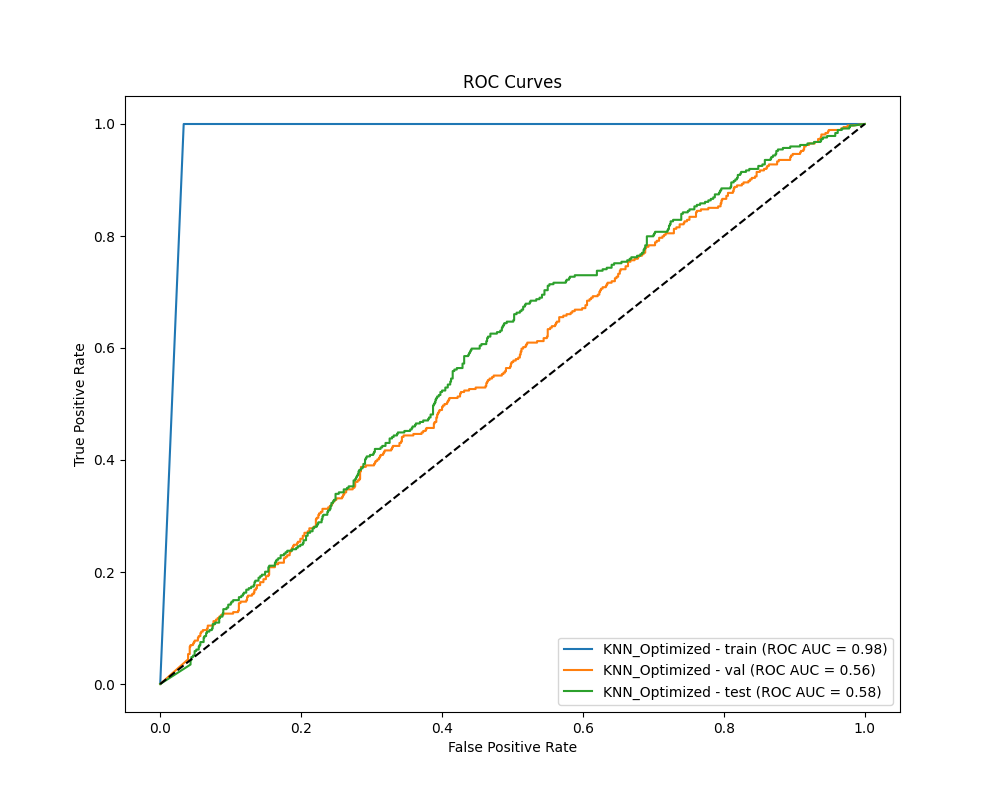 ROC Curves
True Positive Rate
1.0
0.8
0.6
0.4
0.2
0.0
0.0 0.2 0.4 0.6 0.8 1.0
False Positive Rate
KNN_Optimized - train (ROC AUC = 0.98)
KNN_Optimized - val (ROC AUC = 0.56)
KNN_Optimized - test (ROC AUC = 0.58)